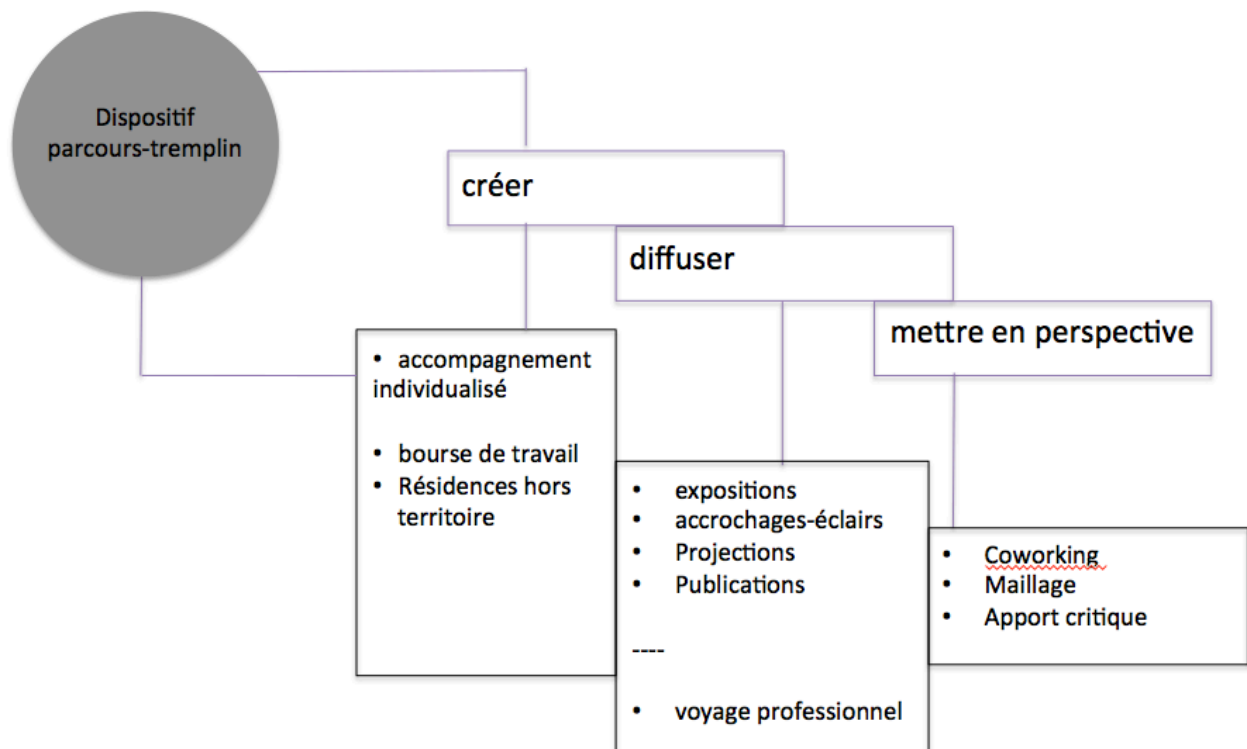 Dispositif
parcours-tremplin
créer
diffuser
mettre en perspective
• accompagnement
individualisé
• bourse de travail
• Résidences hors
territoire
• expositions
• accrochages-éclairs
• Projections
• Publications
----
• voyage professionnel
• Coworking
• Maillage
• Apport critique